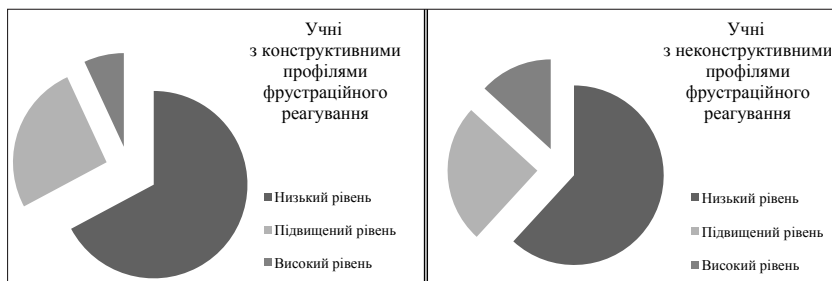 Учні
з конструктивними
профілями
фрустраційного
реагування
Низький рівень
Підвищений рівень
Високий рівень
Учні
з неконструктивними
профілями
фрустраційного
реагування
Низький рівень
Підвищений рівень
Високий рівень